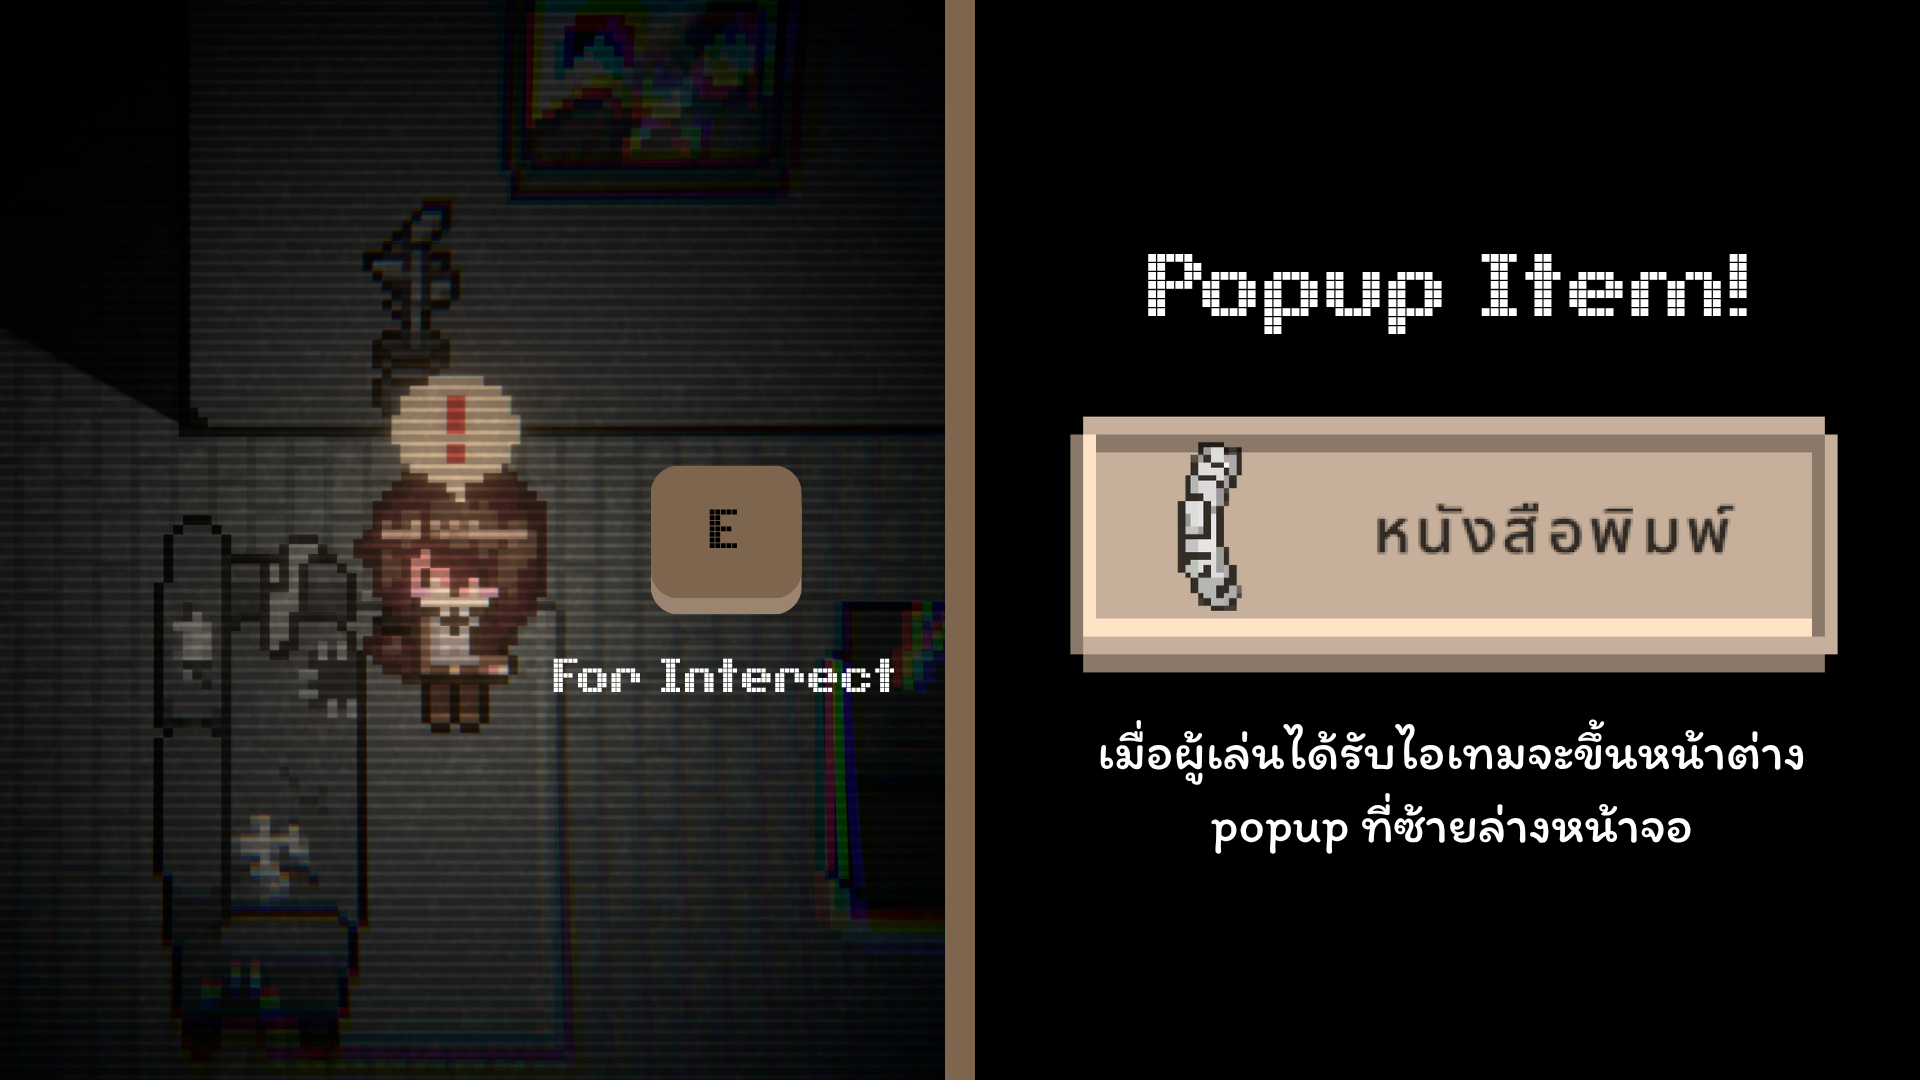 !
E
For Interect
Popup Item!
หนังสือพิมพ์
เมื่อผู้เล่นได้รับไอเทมจะขึ้นหน้าต่าง
popup ที่ซ้ายล่างหน้าจอ